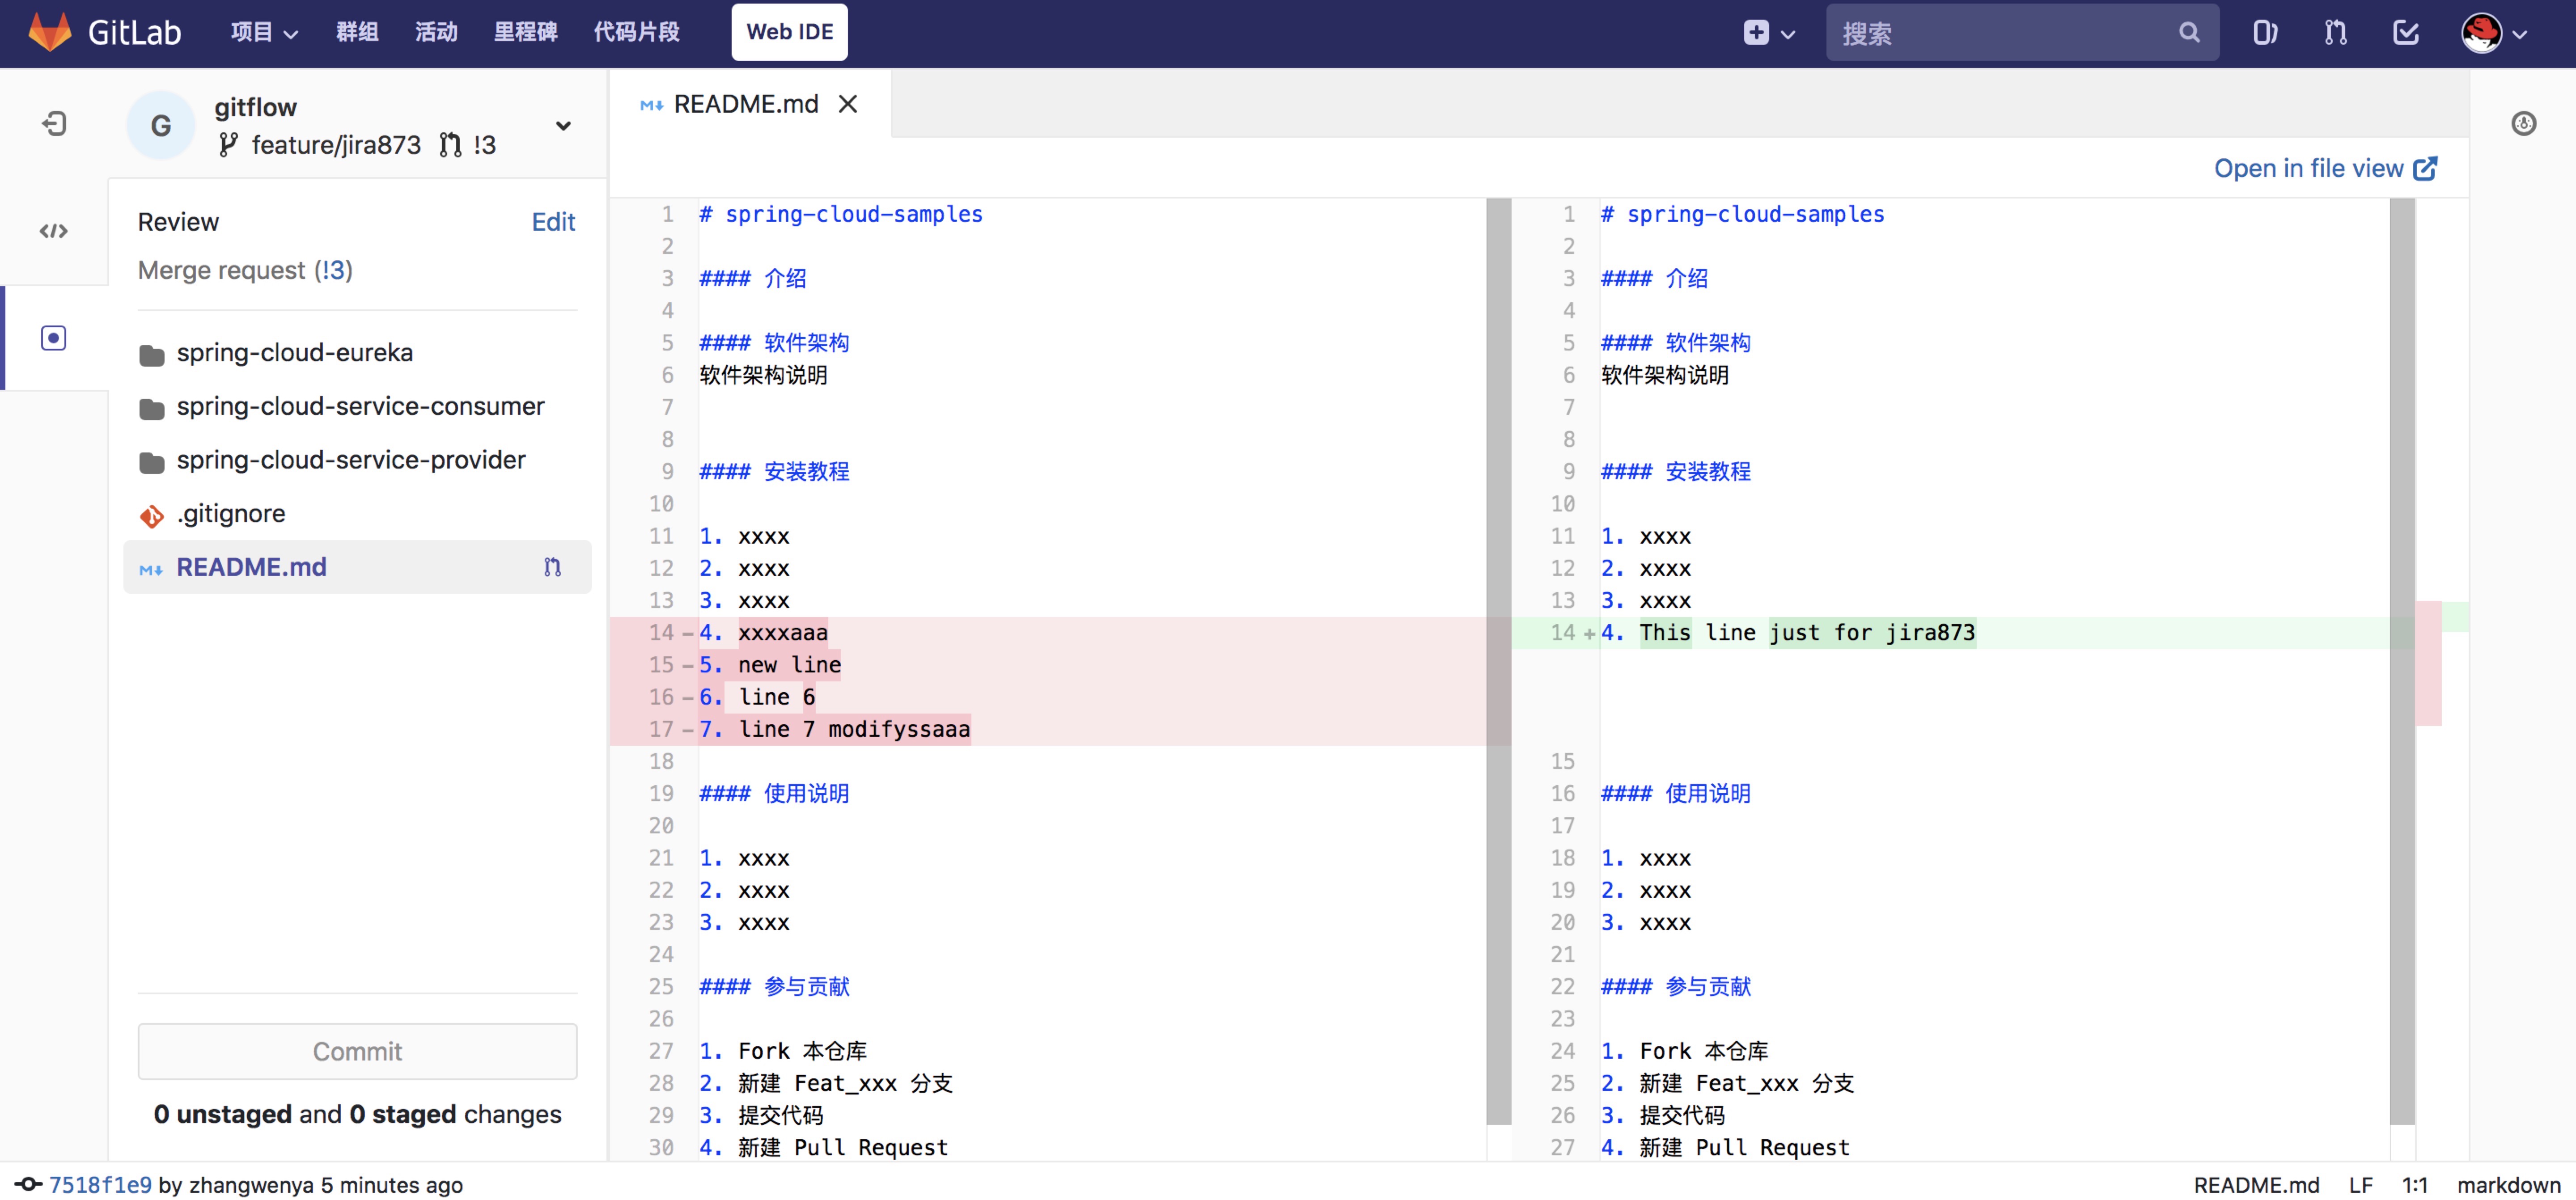 GitLab 项目 群组 活动 里程碑 代码片段 Web IDE 搜索
G gitflow
feature/jira873 !3
Review Edit
Merge request (!3)
spring-cloud-eureka
spring-cloud-service-consumer
spring-cloud-service-provider
.gitignore
M↓ README.md
Commit
0 unstaged and 0 staged changes
M↓ README.md
Open in file view
1 # spring-cloud-samples
2
3 #### 介绍
4
5 #### 软件架构
6 软件架构说明
7
8
9 #### 安装教程
10
11 1. xxxx
12 2. xxxx
13 3. xxxx
14 - 4. xxxxaaa
15 - 5. new line
16 - 6. line 6
17 - 7. line 7 modifyssaaa
18
19 #### 使用说明
20
21 1. xxxx
22 2. xxxx
23 3. xxxx
24
25 #### 参与贡献
26
27 1. Fork 本仓库
28 2. 新建 Feat_xxx 分支
29 3. 提交代码
30 4. 新建 Pull Request
1 # spring-cloud-samples
2
3 #### 介绍
4
5 #### 软件架构
6 软件架构说明
7
8
9 #### 安装教程
10
11 1. xxxx
12 2. xxxx
13 3. xxxx
14 + 4. This line just for jira873
15
16 #### 使用说明
17
18 1. xxxx
19 2. xxxx
20 3. xxxx
21
22 #### 参与贡献
23
24 1. Fork 本仓库
25 2. 新建 Feat_xxx 分支
26 3. 提交代码
27 4. 新建 Pull Request
7518f1e9 by zhangwenya 5 minutes ago
README.md LF 1:1 markdown